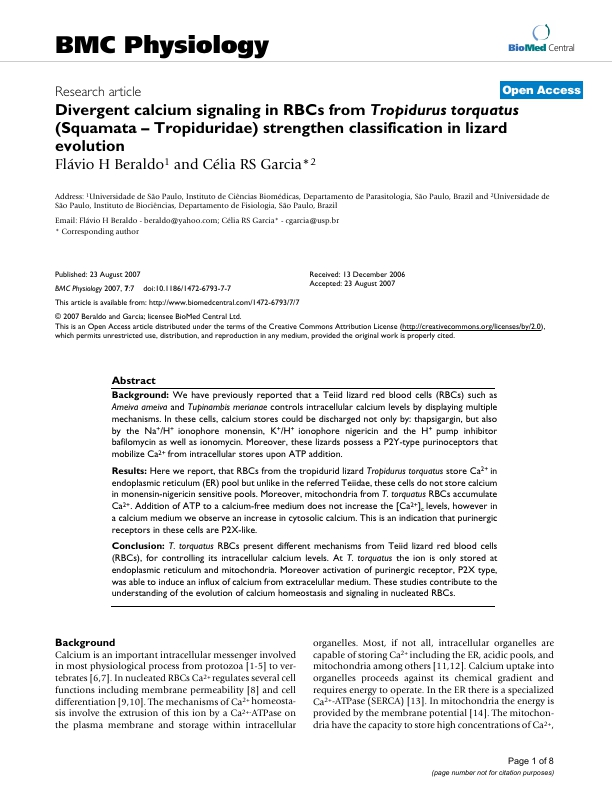 BMC Physiology
BioMed Central
Research article
Open Access
Divergent calcium signaling in RBCs from Tropidurus torquatus
(Squamata – Tropiduridae) strengthen classification in lizard
evolution
Flávio H Beraldo1 and Célia RS Garcia*2
Address: 1Universidade de São Paulo, Instituto de Ciências Biomédicas, Departamento de Parasitologia, São Paulo, Brazil and 2Universidade de
São Paulo, Instituto de Biociências, Departamento de Fisiologia, São Paulo, Brazil
Email: Flávio H Beraldo - beraldo@yahoo.com; Célia RS Garcia* - cgarcia@usp.br
* Corresponding author
Published: 23 August 2007
BMC Physiology 2007, 7:7 doi:10.1186/1472-6793-7-7
Received: 13 December 2006
Accepted: 23 August 2007
This article is available from: http://www.biomedcentral.com/1472-6793/7/7
© 2007 Beraldo and Garcia; licensee BioMed Central Ltd.
This is an Open Access article distributed under the terms of the Creative Commons Attribution License (http://creativecommons.org/licenses/by/2.0),
which permits unrestricted use, distribution, and reproduction in any medium, provided the original work is properly cited.
Abstract
Background: We have previously reported that a Teiid lizard red blood cells (RBCs) such as
Ameiva ameiva and Tupinambis merianae controls intracellular calcium levels by displaying multiple
mechanisms. In these cells, calcium stores could be discharged not only by: thapsigargin, but also
by the Na+/H+ ionophore monensin, K+/H+ ionophore nigericin and the H+ pump inhibitor
bafilomycin as well as ionomycin. Moreover, these lizards possess a P2Y-type purinoceptors that
mobilize Ca2+ from intracellular stores upon ATP addition.
Results: Here we report, that RBCs from the tropidurid lizard Tropidurus torquatus store Ca2+ in
endoplasmic reticulum (ER) pool but unlike in the referred Teiidae, these cells do not store calcium
in monensin-nigericin sensitive pools. Moreover, mitochondria from T. torquatus RBCs accumulate
Ca2+. Addition of ATP to a calcium-free medium does not increase the [Ca2+]c levels, however in
a calcium medium we observe an increase in cytosolic calcium. This is an indication that purinergic
receptors in these cells are P2X-like.
Conclusion: T. torquatus RBCs present different mechanisms from Teiid lizard red blood cells
(RBCs), for controlling its intracellular calcium levels. At T. torquatus the ion is only stored at
endoplasmic reticulum and mitochondria. Moreover activation of purinergic receptor, P2X type,
was able to induce an influx of calcium from extracelullar medium. These studies contribute to the
understanding of the evolution of calcium homeostasis and signaling in nucleated RBCs.
Background
Calcium is an important intracellular messenger involved
in most physiological process from protozoa [1-5] to ver-
tebrates [6,7]. In nucleated RBCs Ca2+ regulates several cell
functions including membrane permeability [8] and cell
differentiation [9,10]. The mechanisms of Ca2+ homeosta-
sis involve the extrusion of this ion by a Ca2+-ATPase on
the plasma membrane and storage within intracellular
organelles. Most, if not all, intracellular organelles are
capable of storing Ca2+ including the ER, acidic pools, and
mitochondria among others [11,12]. Calcium uptake into
organelles proceeds against its chemical gradient and
requires energy to operate. In the ER there is a specialized
Ca2+-ATPase (SERCA) [13]. In mitochondria the energy is
provided by the membrane potential [14]. The mitochon-
dria have the capacity to store high concentrations of Ca2+,
Page 1 of 8
(page number not for citation purposes)